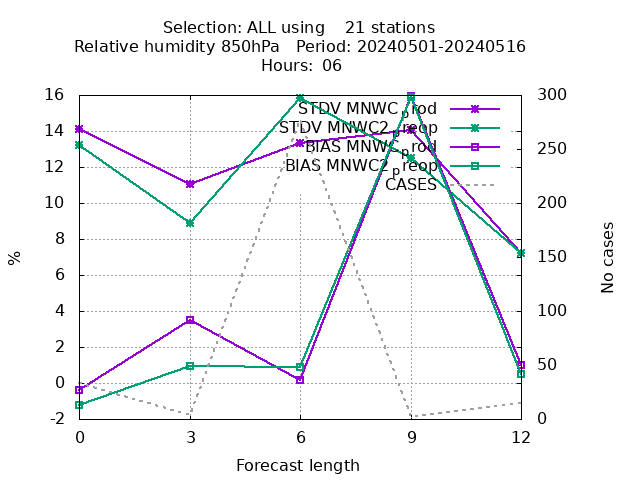 Selection: ALL using    21 stations
Relative humidity 850hPa   Period: 20240501-20240516
Hours: 06
16
14
12
10
8
6
4
2
0
-2
300
250
200
150
100
50
0
STDV MNWC_prod
STDV MNWC2_preop
BIAS MNWC_prod
BIAS MNWC2_preop
CASES
%
No cases
0
3
6
9
12
Forecast length